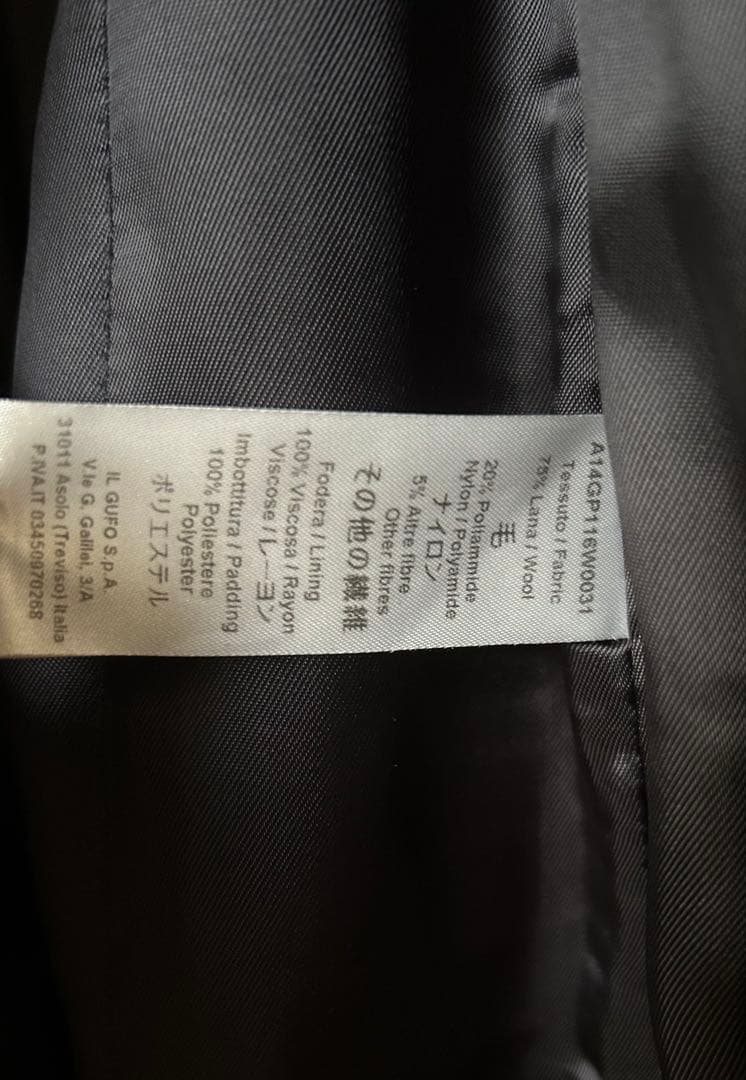 A14GP116W0031
Tessuto / Fabric
75% Lana / Wool
毛
20% Poliammide
Nylon / Polyamide
ナイロン
5% Altre fibre
Other fibres
その他の繊維
Fodera / Lining
100% Viscosa / Rayon
Viscose / レーヨン
Imbottitura / Padding
100% Poliestere
Polyester
ポリエステル
IL GUFO S.p.A.
V.le G. Galilei, 3/A
31011 Asolo (Treviso) Italia
P.IVA.IT 03450970268